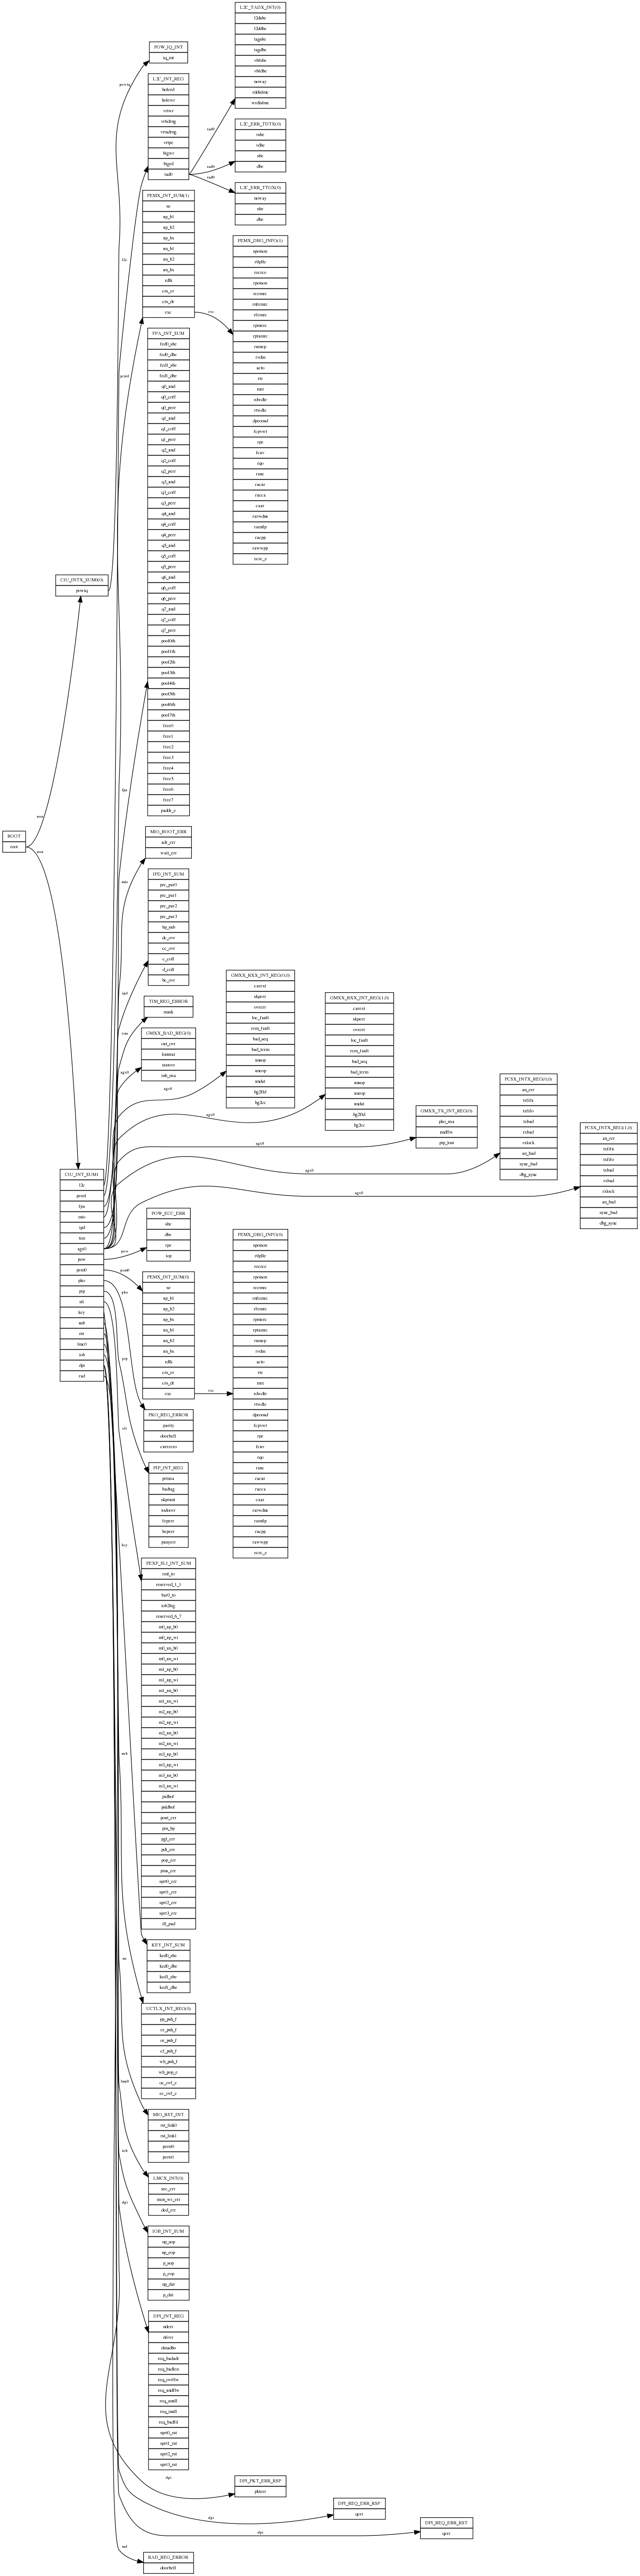 ROOT
root
CIU_INTX_SUM0(0)
powiq
CIU_INT_SUM1
l2c
pem1
fpa
mio
ipd
tim
agx0
pow
pem0
pko
pip
sli
key
usb
rst
lmc0
iob
dpi
rad
POW_IQ_INT
iq_int
L2C_INT_REG
holerd
holewr
vrtwr
vrtidrng
vrtadrng
vrtpe
bigwr
bigrd
tad0
L2C_TADX_INT(0)
l2dsbe
l2ddbe
tagsbe
tagdbe
vbfsbe
vbfdbe
noway
rddislmc
wrdislmc
L2C_ERR_TDTX(0)
vsbe
vdbe
sbe
dbe
L2C_ERR_TTGX(0)
noway
sbe
dbe
PEMX_INT_SUM(1)
se
up_b1
up_b2
up_bx
un_b1
un_b2
un_bx
rdlk
crs_er
crs_dr
exc
PEMX_DBG_INFO(1)
spoison
rtlplle
recrce
rpoison
rcemrc
rnfemrc
rfemrc
rpmerc
rptamrc
rumep
rvdm
acto
rte
mre
rdwdle
rtwdle
dpeoosd
fcpvwt
rpe
fcuv
rqo
rauc
racur
racca
caar
rarwdns
ramtlp
racpp
rawwpp
ecrc_e
FPA_INT_SUM
fed0_sbe
fed0_dbe
fed1_sbe
fed1_dbe
q0_und
q0_coff
q0_perr
q1_und
q1_coff
q1_perr
q2_und
q2_coff
q2_perr
q3_und
q3_coff
q3_perr
q4_und
q4_coff
q4_perr
q5_und
q5_coff
q5_perr
q6_und
q6_coff
q6_perr
q7_und
q7_coff
q7_perr
pool0th
pool1th
pool2th
pool3th
pool4th
pool5th
pool6th
pool7th
free0
free1
free2
free3
free4
free5
free6
free7
paddr_e
MIO_BOOT_ERR
adr_err
wait_err
IPD_INT_SUM
prc_par0
prc_par1
prc_par2
prc_par3
bp_sub
dc_ovr
cc_ovr
c_coll
d_coll
bc_ovr
TIM_REG_ERROR
mask
GMXX_BAD_REG(0)
out_ovr
loststat
statovr
inb_nxa
GMXX_RXX_INT_REG(0,0)
carext
skperr
ovrerr
loc_fault
rem_fault
bad_seq
bad_term
unsop
uneop
undat
hg2fld
hg2cc
GMXX_RXX_INT_REG(1,0)
carext
skperr
ovrerr
loc_fault
rem_fault
bad_seq
bad_term
unsop
uneop
undat
hg2fld
hg2cc
GMXX_TX_INT_REG(0)
pko_nxa
undflw
ptp_lost
PCSX_INTX_REG(0,0)
an_err
txfifu
txfifo
txbad
rxbad
rxlock
an_bad
sync_bad
dbg_sync
PCSX_INTX_REG(1,0)
an_err
txfifu
txfifo
txbad
rxbad
rxlock
an_bad
sync_bad
dbg_sync
POW_ECC_ERR
sbe
dbe
rpe
iop
PEMX_INT_SUM(0)
se
up_b1
up_b2
up_bx
un_b1
un_b2
un_bx
rdlk
crs_er
crs_dr
exc
PEMX_DBG_INFO(0)
spoison
rtlplle
recrce
rpoison
rcemrc
rnfemrc
rfemrc
rpmerc
rptamrc
rumep
rvdm
acto
rte
mre
rdwdle
rtwdle
dpeoosd
fcpvwt
rpe
fcuv
rqo
rauc
racur
racca
caar
rarwdns
ramtlp
racpp
rawwpp
ecrc_e
PKO_REG_ERROR
parity
doorbell
currzero
PIP_INT_REG
prtnxa
badtag
skprunt
todoovr
feperr
beperr
punyerr
PEXP_SLI_INT_SUM
rml_to
reserved_1_1
bar0_to
iob2big
reserved_6_7
m0_up_b0
m0_up_wi
m0_un_b0
m0_un_wi
m1_up_b0
m1_up_wi
m1_un_b0
m1_un_wi
m2_up_b0
m2_up_wi
m2_un_b0
m2_un_wi
m3_up_b0
m3_up_wi
m3_un_b0
m3_un_wi
pidbof
psldbof
pout_err
pin_bp
pgl_err
pdi_err
pop_err
pins_err
sprt0_err
sprt1_err
sprt2_err
sprt3_err
ill_pad
KEY_INT_SUM
ked0_sbe
ked0_dbe
ked1_sbe
ked1_dbe
UCTLX_INT_REG(0)
pp_psh_f
er_psh_f
or_psh_f
cf_psh_f
wb_psh_f
wb_pop_e
oc_ovf_e
ec_ovf_e
MIO_RST_INT
rst_link0
rst_link1
perst0
perst1
LMCX_INT(0)
sec_err
nxm_wr_err
ded_err
IOB_INT_SUM
np_sop
np_eop
p_sop
p_eop
np_dat
p_dat
DPI_INT_REG
nderr
nfovr
dmadbo
req_badadr
req_badlen
req_ovrflw
req_undflw
req_anull
req_inull
req_badfil
sprt0_rst
sprt1_rst
sprt2_rst
sprt3_rst
DPI_PKT_ERR_RSP
pkterr
DPI_REQ_ERR_RSP
qerr
DPI_REQ_ERR_RST
qerr
RAD_REG_ERROR
doorbell